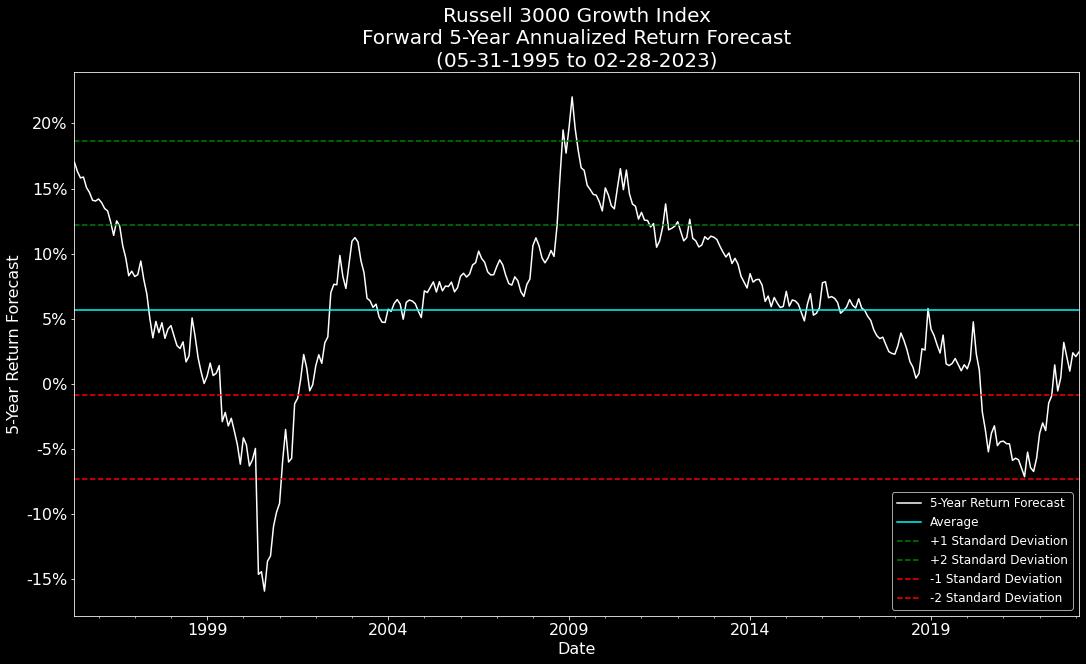 Russell 3000 Growth Index
Forward 5-Year Annualized Return Forecast
(05-31-1995 to 02-28-2023)
5-Year Return Forecast
20%
15%
10%
5%
0%
-5%
-10%
-15%
5-Year Return Forecast
Average
+1 Standard Deviation
+2 Standard Deviation
-1 Standard Deviation
-2 Standard Deviation
1999
2004
2009
2014
2019
Date